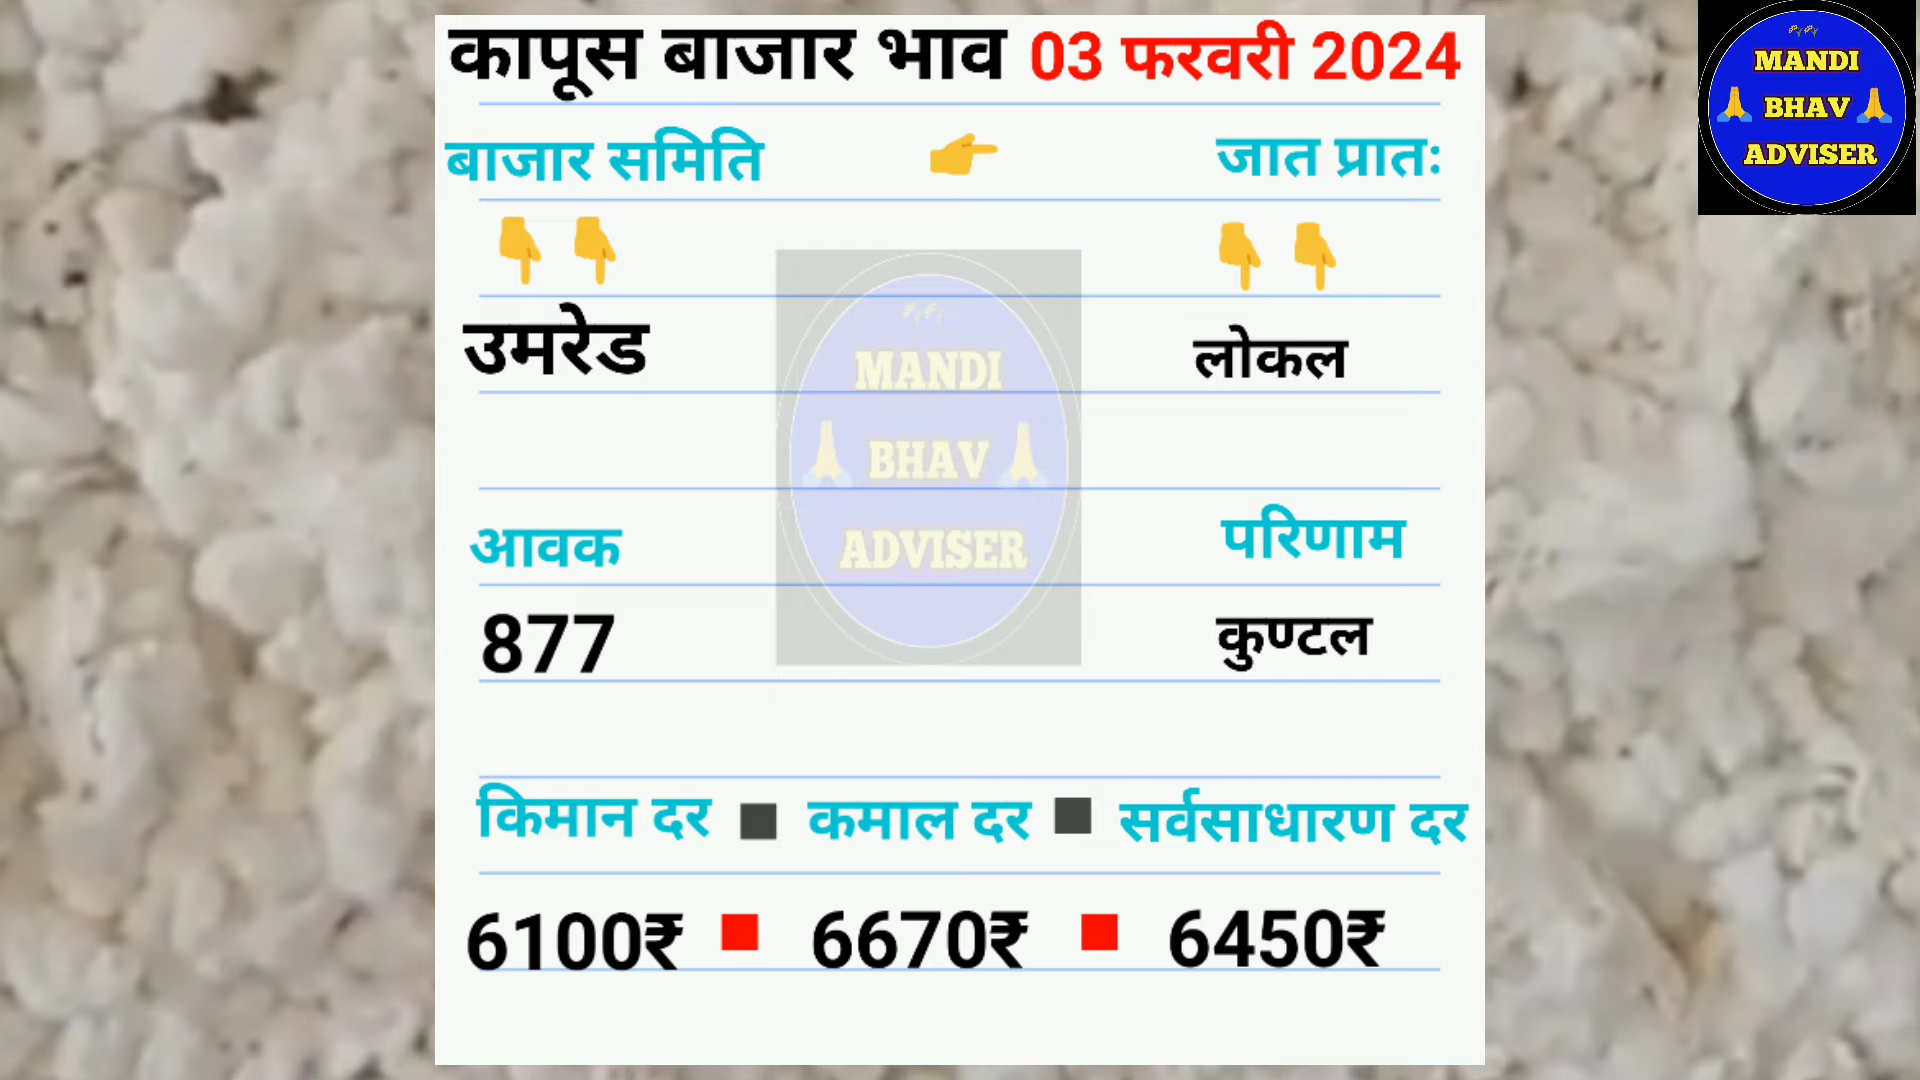 कापूस बाजार भाव 03 फरवरी 2024
MANDI
BHAV
ADVISER
बाजार समिति 👉 जात प्रातः
👇 👇 👇 👇
उमरेड लोकल
MANDI
BHAV
ADVISER
आवक परिणाम
877 कुण्टल
किमान दर ◼ कमाल दर ◼ सर्वसाधारण दर
6100₹ 🟥 6670₹ 🟥 6450₹